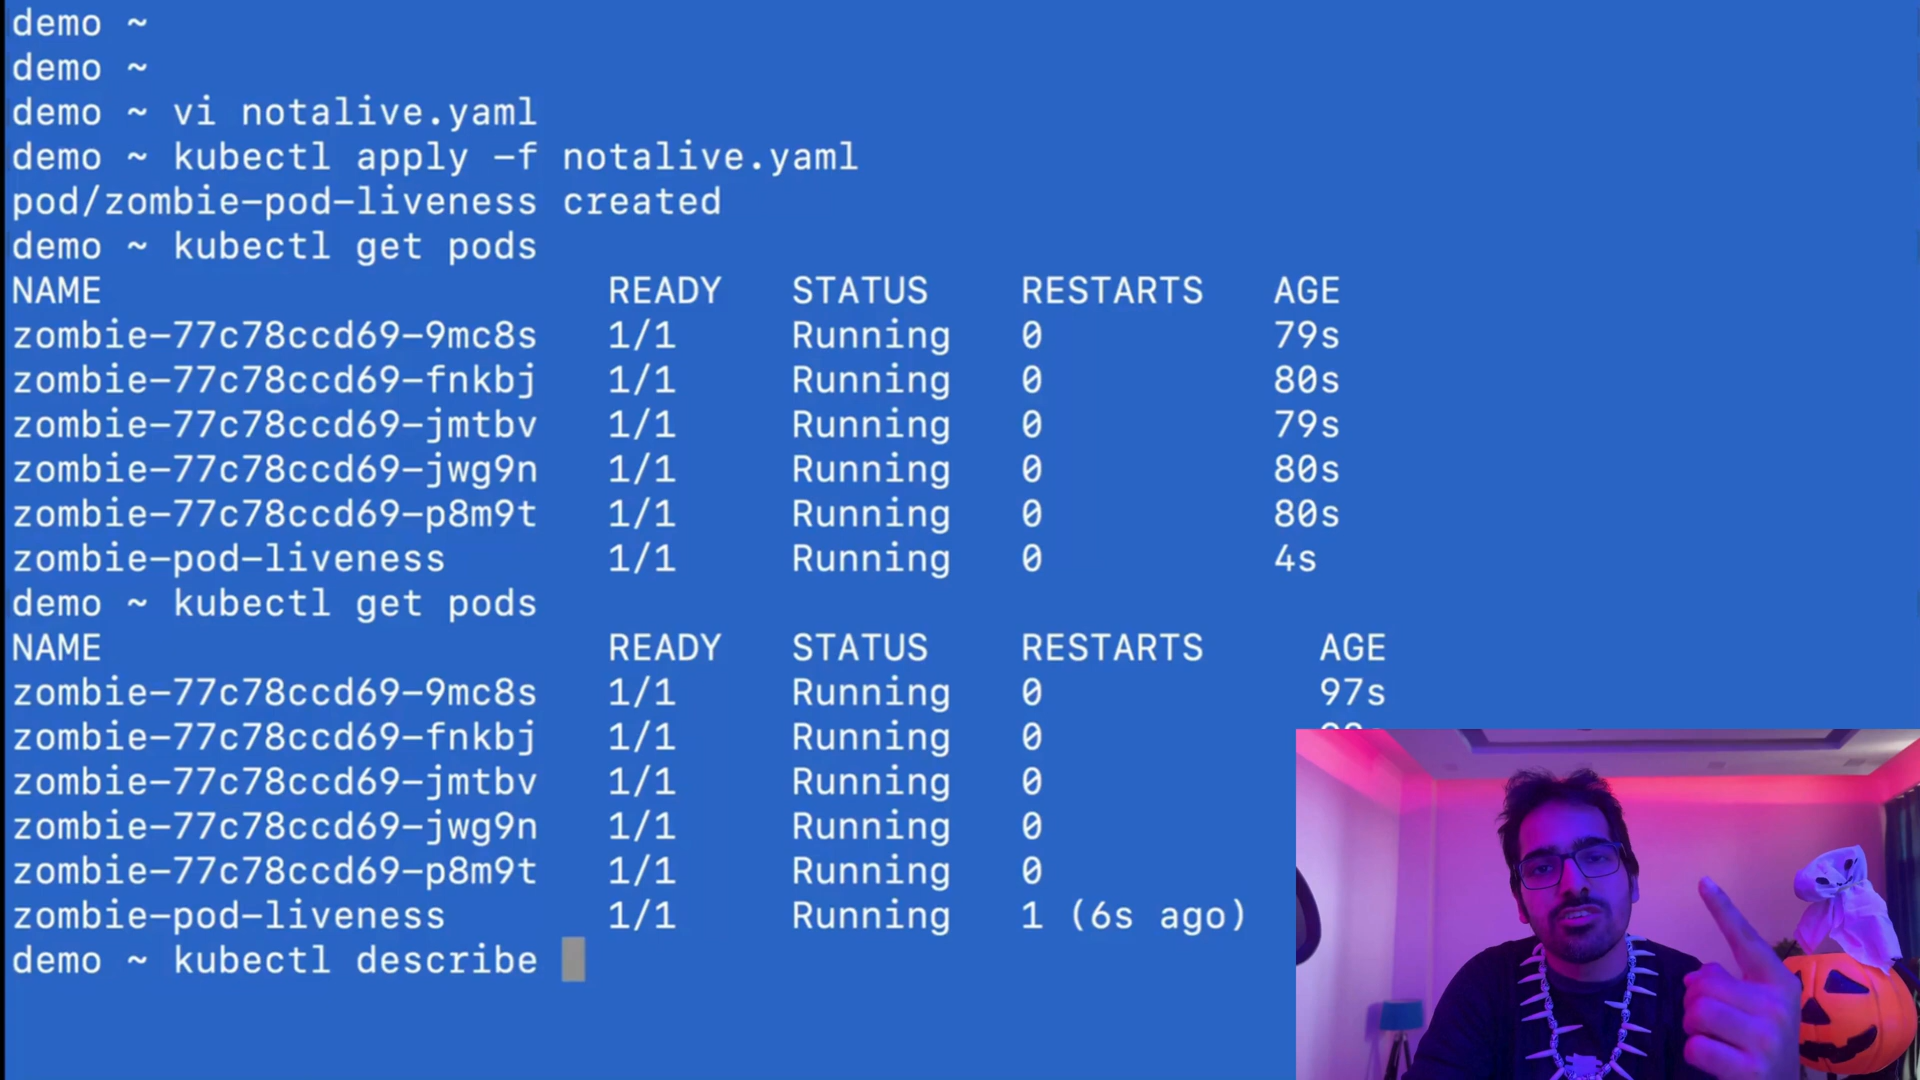 demo ~
demo ~
demo ~ vi notalive.yaml
demo ~ kubectl apply -f notalive.yaml
pod/zombie-pod-liveness created
demo ~ kubectl get pods
NAME READY STATUS RESTARTS AGE
zombie-77c78ccd69-9mc8s 1/1 Running 0 79s
zombie-77c78ccd69-fnkbj 1/1 Running 0 80s
zombie-77c78ccd69-jmtbv 1/1 Running 0 79s
zombie-77c78ccd69-jwg9n 1/1 Running 0 80s
zombie-77c78ccd69-p8m9t 1/1 Running 0 80s
zombie-pod-liveness 1/1 Running 0 4s
demo ~ kubectl get pods
NAME READY STATUS RESTARTS AGE
zombie-77c78ccd69-9mc8s 1/1 Running 0 97s
zombie-77c78ccd69-fnkbj 1/1 Running 0
zombie-77c78ccd69-jmtbv 1/1 Running 0
zombie-77c78ccd69-jwg9n 1/1 Running 0
zombie-77c78ccd69-p8m9t 1/1 Running 0
zombie-pod-liveness 1/1 Running 1 (6s ago)
demo ~ kubectl describe